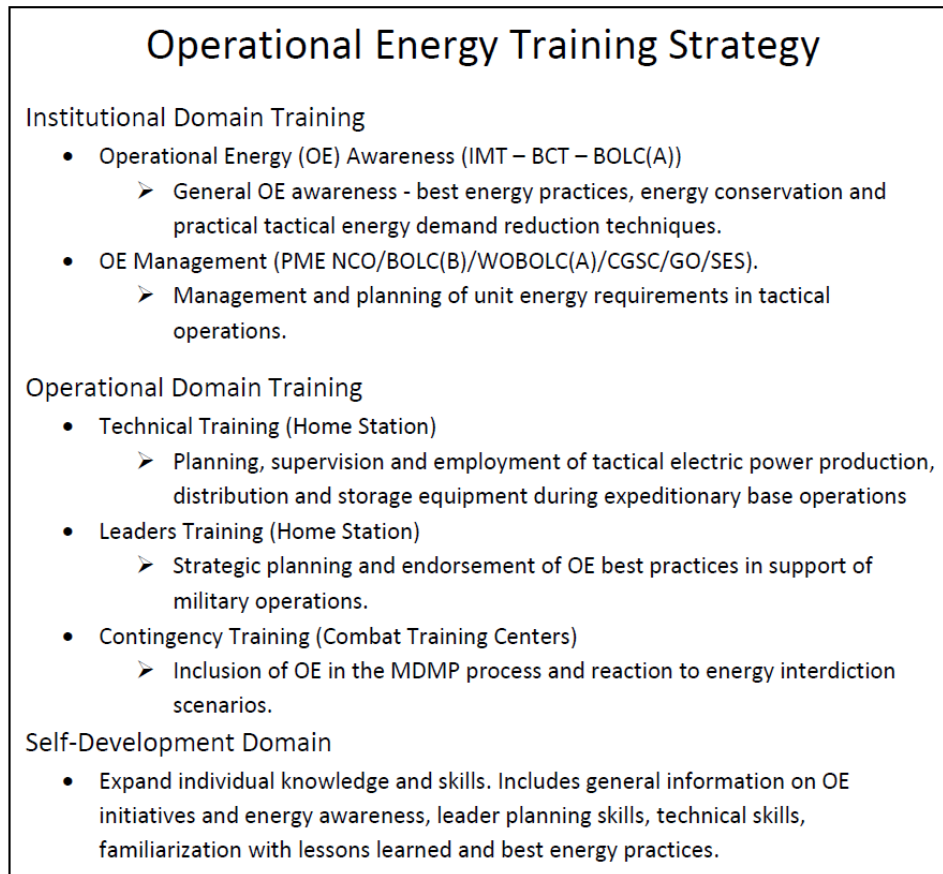 Operational Energy Training Strategy
Institutional Domain Training
• Operational Energy (OE) Awareness (IMT – BCT – BOLC(A))
➢ General OE awareness - best energy practices, energy conservation and
practical tactical energy demand reduction techniques.
• OE Management (PME NCO/BOLC(B)/WOBOLC(A)/CGSC/GO/SES).
➢ Management and planning of unit energy requirements in tactical
operations.
Operational Domain Training
• Technical Training (Home Station)
➢ Planning, supervision and employment of tactical electric power production,
distribution and storage equipment during expeditionary base operations
• Leaders Training (Home Station)
➢ Strategic planning and endorsement of OE best practices in support of
military operations.
• Contingency Training (Combat Training Centers)
➢ Inclusion of OE in the MDMP process and reaction to energy interdiction
scenarios.
Self-Development Domain
• Expand individual knowledge and skills. Includes general information on OE
initiatives and energy awareness, leader planning skills, technical skills,
familiarization with lessons learned and best energy practices.